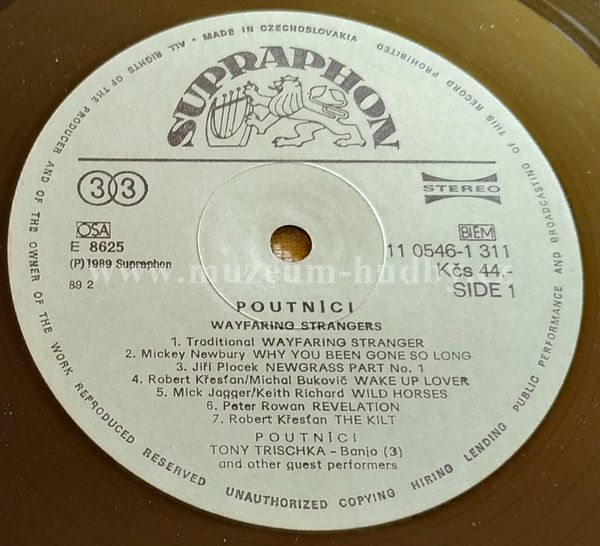 MADE IN CZECHOSLOVAKIA • ALL RIGHTS OF THE PRODUCER AND OF THE OWNER OF THE WORK REPRODUCED RESERVED UNAUTHORIZED COPYING HIRING LENDING PUBLIC PERFORMANCE AND BROADCASTING OF THIS RECORD PROHIBITED
SUPRAPHON
33
STEREO
OSA
BIEM
E 8625
11 0546-1 311
(P)1989 Supraphon
Kčs 44,-
89 2
SIDE 1
www.muzeum-hudby
POUTNÍCI
WAYFARING STRANGERS
1. Traditional WAYFARING STRANGER
2. Mickey Newbury WHY YOU BEEN GONE SO LONG
3. Jiří Plocek NEWGRASS PART No. 1
4. Robert Křesťan/Michal Bukovič WAKE UP LOVER
5. Mick Jagger/Keith Richard WILD HORSES
6. Peter Rowan REVELATION
7. Robert Křesťan THE KILT
POUTNÍCI
TONY TRISCHKA – Banjo (3)
and other guest performers